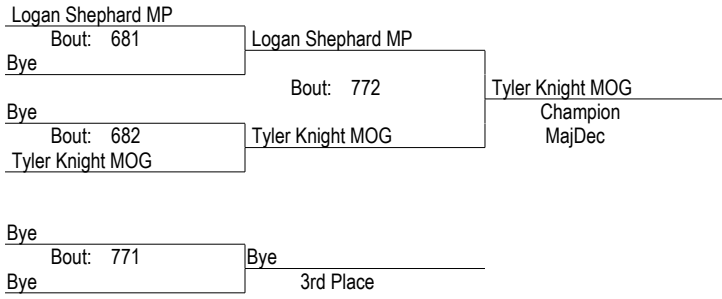 Logan Shephard MP
Bout: 681
Logan Shephard MP
Bye
Bout: 772
Tyler Knight MOG
Bye
Champion
Bout: 682
Tyler Knight MOG
MajDec
Tyler Knight MOG
Bye
Bout: 771
Bye
Bye
3rd Place